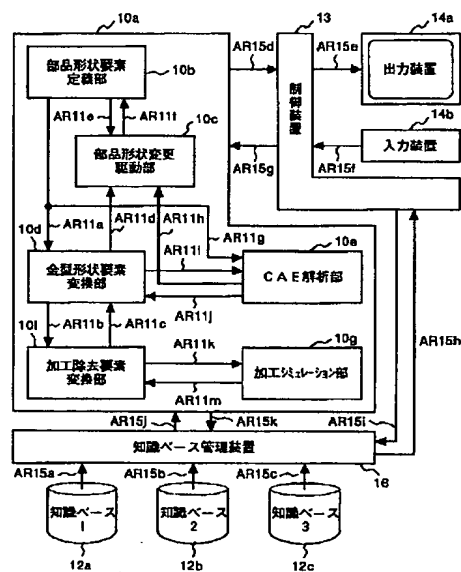 10a
13
14a
部品形状要素
定義部
10b
AR15d
AR15e
出力装置
AR11e
AR11f
10c
制御装置
14b
部品形状変更
駆動部
AR15g
AR15f
入力装置
10d
AR11a
AR11d
AR11h
AR11i
AR11g
10e
金型形状要素
変換部
CAE解析部
AR11j
10f
AR11b
AR11c
AR11k
10g
AR15h
加工除去要素
変換部
加工シミュレーション部
AR11m
AR15j
AR15k
AR15i
知識ベース管理装置
AR15a
AR15b
AR15c
16
知識ベース
1
知識ベース
2
知識ベース
3
12a
12b
12c